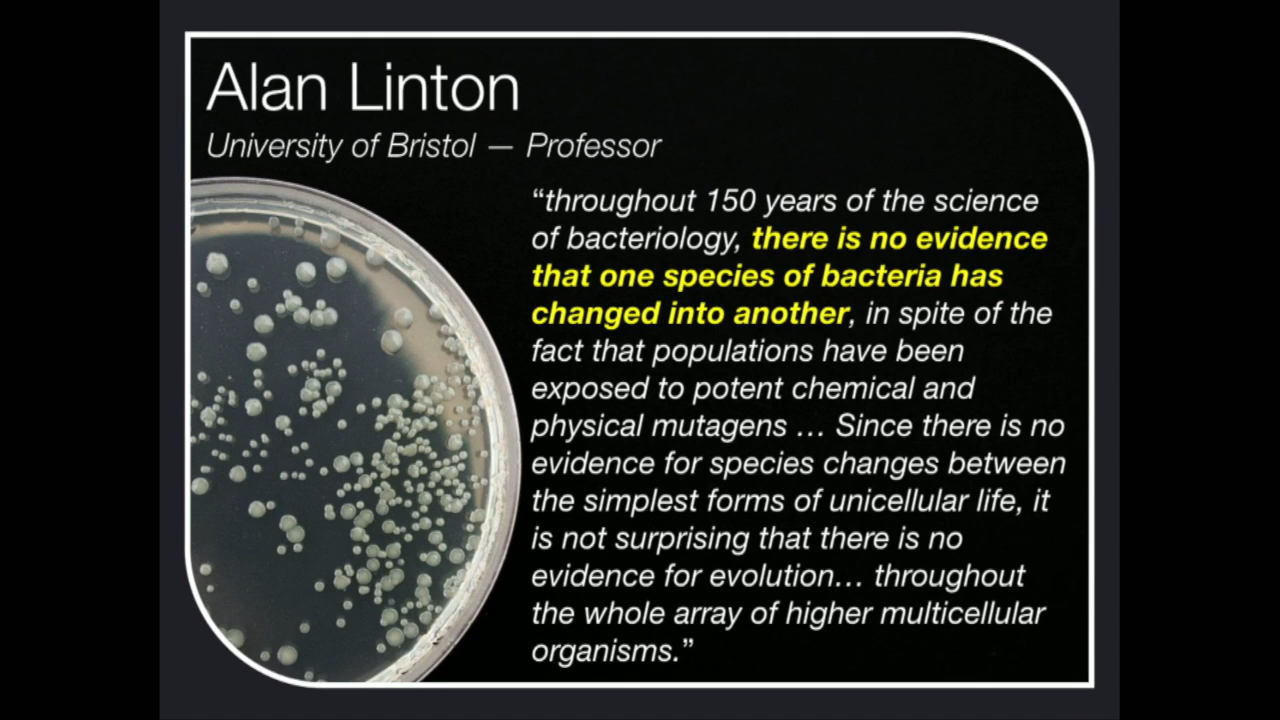 Alan Linton
University of Bristol — Professor
“throughout 150 years of the science
of bacteriology, there is no evidence
that one species of bacteria has
changed into another, in spite of the
fact that populations have been
exposed to potent chemical and
physical mutagens … Since there is no
evidence for species changes between
the simplest forms of unicellular life, it
is not surprising that there is no
evidence for evolution… throughout
the whole array of higher multicellular
organisms.”